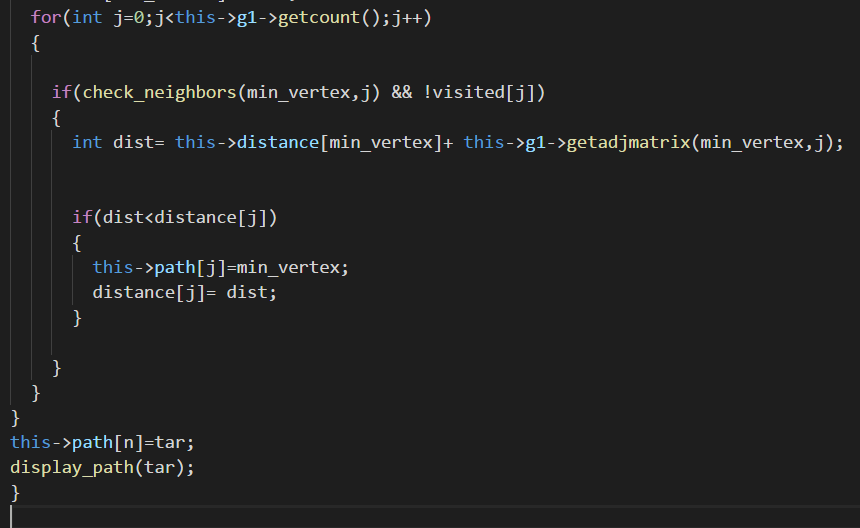 for(int j=0;j<this->g1->getcount();j++)
{
if(check_neighbors(min_vertex,j) && !visited[j])
{
int dist= this->distance[min_vertex]+ this->g1->getadjmatrix(min_vertex,j);
if(dist<distance[j])
{
this->path[j]=min_vertex;
distance[j]= dist;
}
}
}
}
this->path[n]=tar;
display_path(tar);
}